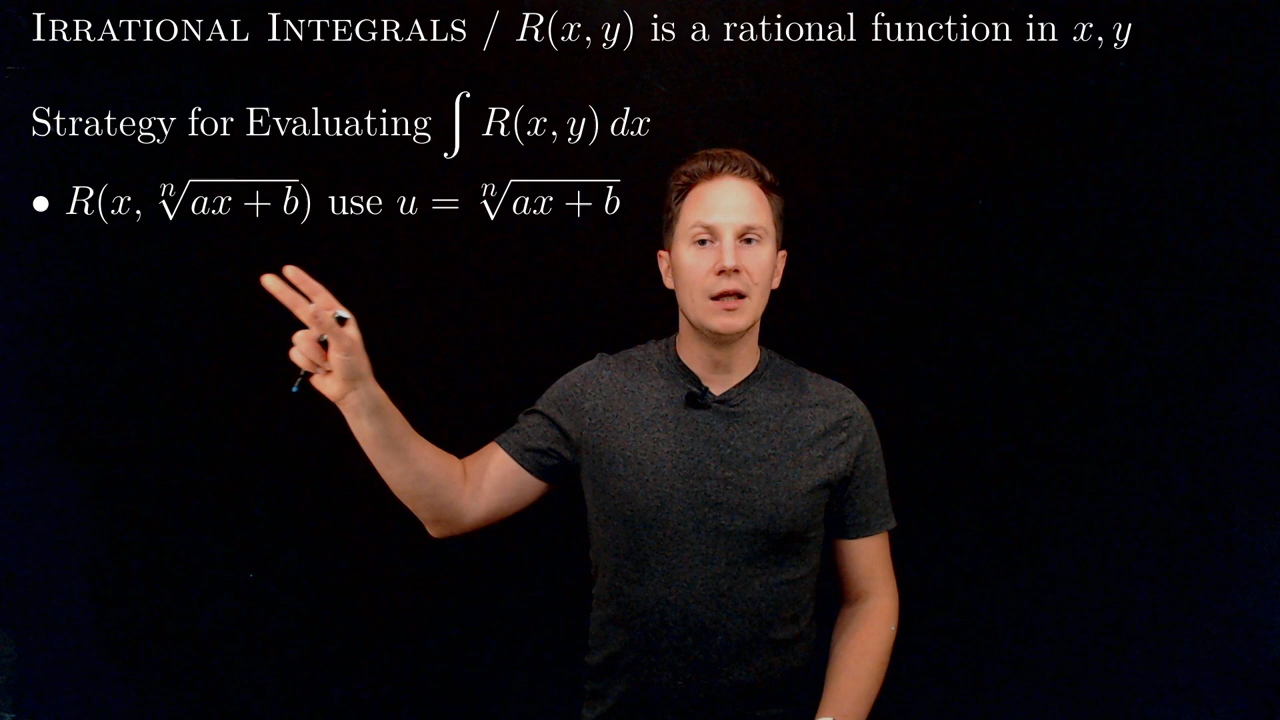 IRRATIONAL INTEGRALS / R(x, y) is a rational function in x, y
Strategy for Evaluating ∫ R(x, y) dx
• R(x, ⁿ√(ax + b)) use u = ⁿ√(ax + b)